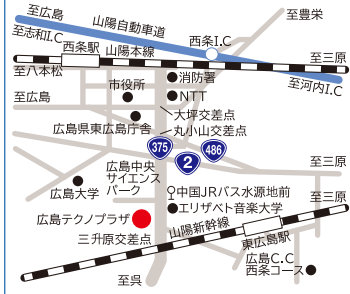 至広島
山陽自動車道
至豊栄
至志和I.C
西条駅
山陽本線
西条I.C
至三原
至八本松
消防署
至河内I.C
市役所
NTT
至広島
大坪交差点
広島県東広島庁舎
丸小山交差点
375
2
486
広島中央
サイエンス
パーク
至三原
広島大学
中国JRバス水源地前
至三原
広島テクノプラザ
エリザベト音楽大学
三升原交差点
山陽新幹線
東広島駅
広島C.C
西条コース
至呉